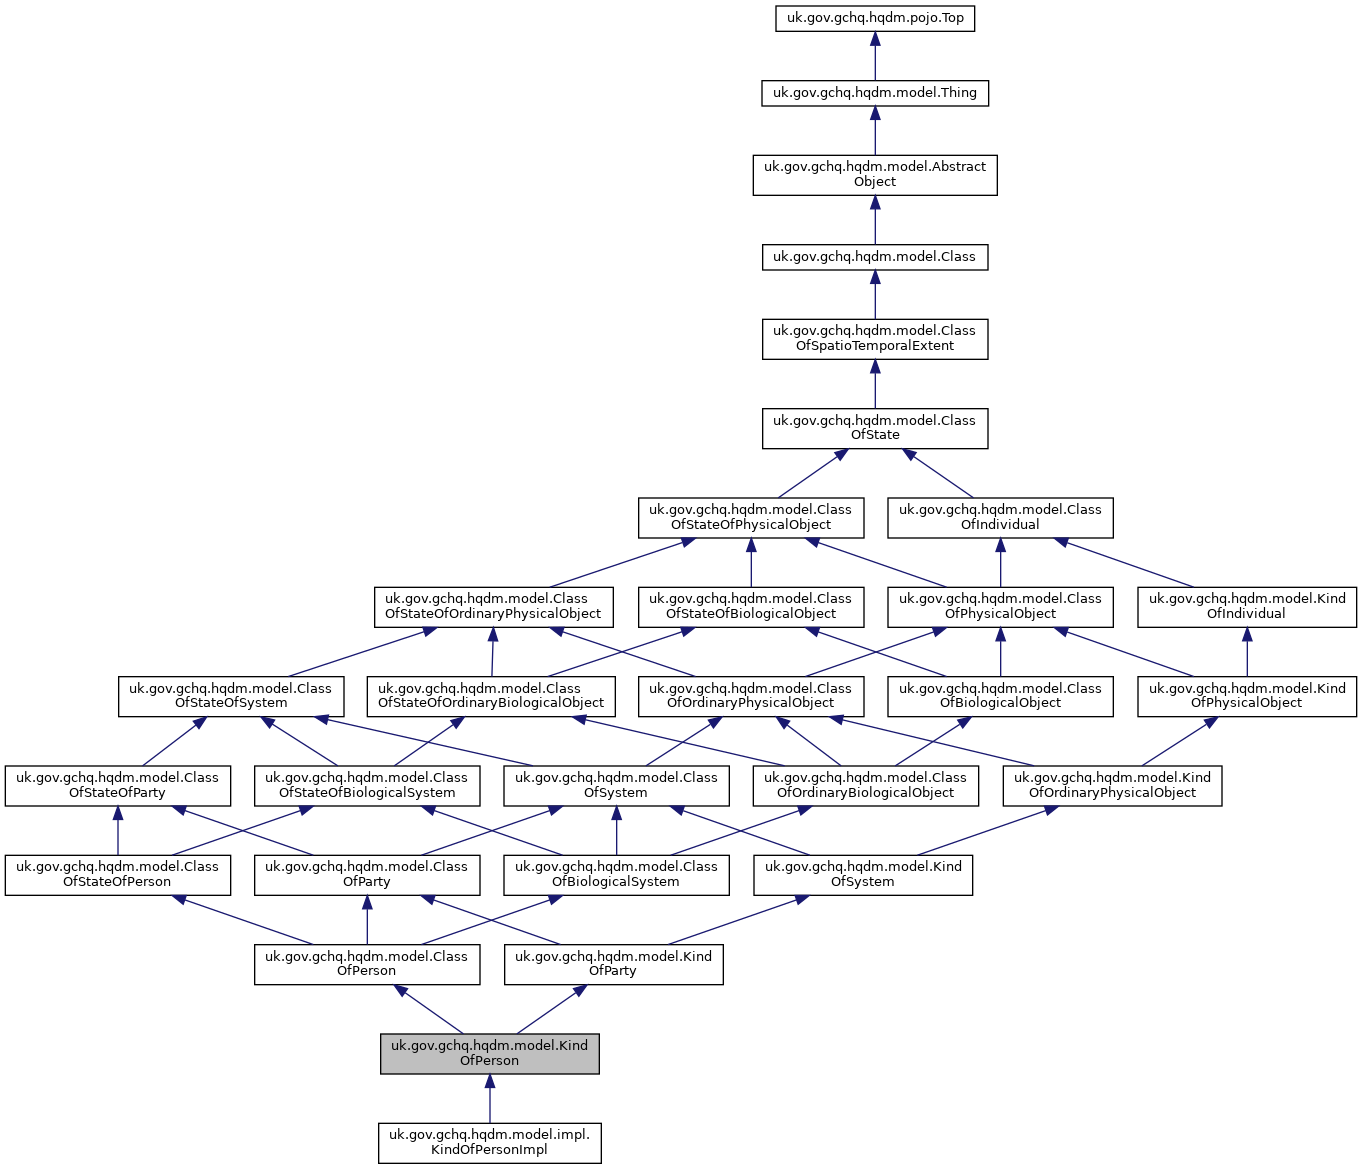 uk.gov.gchq.hqdm.pojo.Top
uk.gov.gchq.hqdm.model.Thing
uk.gov.gchq.hqdm.model.Abstract
Object
uk.gov.gchq.hqdm.model.Class
uk.gov.gchq.hqdm.model.Class
OfSpatioTemporalExtent
uk.gov.gchq.hqdm.model.Class
OfState
uk.gov.gchq.hqdm.model.Class
OfStateOfPhysicalObject
uk.gov.gchq.hqdm.model.Class
OfIndividual
uk.gov.gchq.hqdm.model.Class
OfStateOfOrdinaryPhysicalObject
uk.gov.gchq.hqdm.model.Class
OfStateOfBiologicalObject
uk.gov.gchq.hqdm.model.Class
OfPhysicalObject
uk.gov.gchq.hqdm.model.Kind
OfIndividual
uk.gov.gchq.hqdm.model.Class
OfStateOfSystem
uk.gov.gchq.hqdm.model.Class
OfStateOfOrdinaryBiologicalObject
uk.gov.gchq.hqdm.model.Class
OfOrdinaryPhysicalObject
uk.gov.gchq.hqdm.model.Class
OfBiologicalObject
uk.gov.gchq.hqdm.model.Kind
OfPhysicalObject
uk.gov.gchq.hqdm.model.Class
OfStateOfParty
uk.gov.gchq.hqdm.model.Class
OfStateOfBiologicalSystem
uk.gov.gchq.hqdm.model.Class
OfSystem
uk.gov.gchq.hqdm.model.Class
OfOrdinaryBiologicalObject
uk.gov.gchq.hqdm.model.Kind
OfOrdinaryPhysicalObject
uk.gov.gchq.hqdm.model.Class
OfStateOfPerson
uk.gov.gchq.hqdm.model.Class
OfParty
uk.gov.gchq.hqdm.model.Class
OfBiologicalSystem
uk.gov.gchq.hqdm.model.Kind
OfSystem
uk.gov.gchq.hqdm.model.Class
OfPerson
uk.gov.gchq.hqdm.model.Kind
OfParty
uk.gov.gchq.hqdm.model.Kind
OfPerson
uk.gov.gchq.hqdm.model.impl.
KindOfPersonImpl